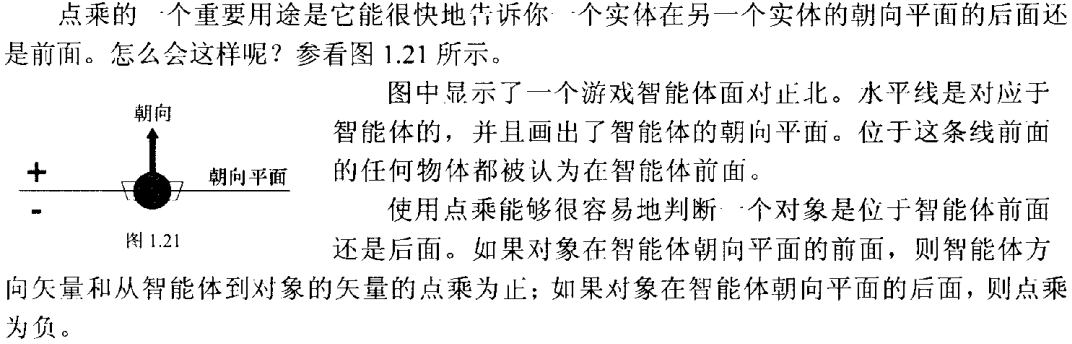 点乘的一个重要用途是它能很快地告诉你一个实体在另一个实体的朝向平面的后面还
是前面。怎么会这样呢？参看图 1.21 所示。
图中显示了一个游戏智能体面对正北。水平线是对应于
智能体的，并且画出了智能体的朝向平面。位于这条线前面
的任何物体都被认为在智能体前面。
朝向
+
朝向平面
-
图 1.21
使用点乘能够很容易地判断一个对象是位于智能体前面
还是后面。如果对象在智能体朝向平面的前面，则智能体方
向矢量和从智能体到对象的矢量的点乘为正；如果对象在智能体朝向平面的后面，则点乘
为负。